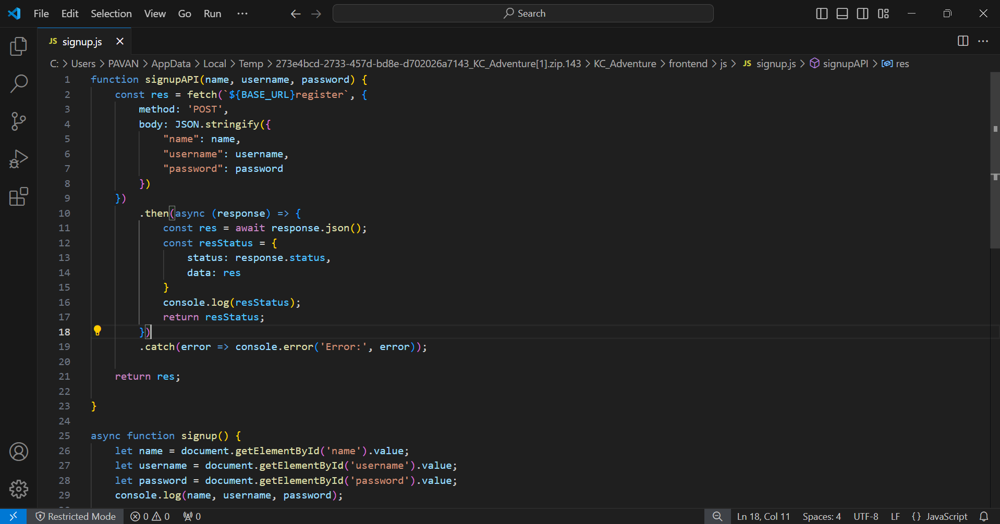 File Edit Selection View Go Run ··· Search
JS signup.js
C: > Users > PAVAN > AppData > Local > Temp > 273e4bcd-2733-457d-bd8e-d702026a7143_KC_Adventure[1].zip.143 > KC_Adventure > frontend > js > JS signup.js > signupAPI > res
1 function signupAPI(name, username, password) {
2     const res = fetch(`${BASE_URL}register`, {
3         method: 'POST',
4         body: JSON.stringify({
5             "name": name,
6             "username": username,
7             "password": password
8         })
9     })
10         .then(async (response) => {
11             const res = await response.json();
12             const resStatus = {
13                 status: response.status,
14                 data: res
15             }
16             console.log(resStatus);
17             return resStatus;
18         })
19         .catch(error => console.error('Error:', error));
20
21     return res;
22
23 }
24
25 async function signup() {
26     let name = document.getElementById('name').value;
27     let username = document.getElementById('username').value;
28     let password = document.getElementById('password').value;
29     console.log(name, username, password);
Restricted Mode 0 0 0 Ln 18, Col 11 Spaces: 4 UTF-8 LF {} JavaScript